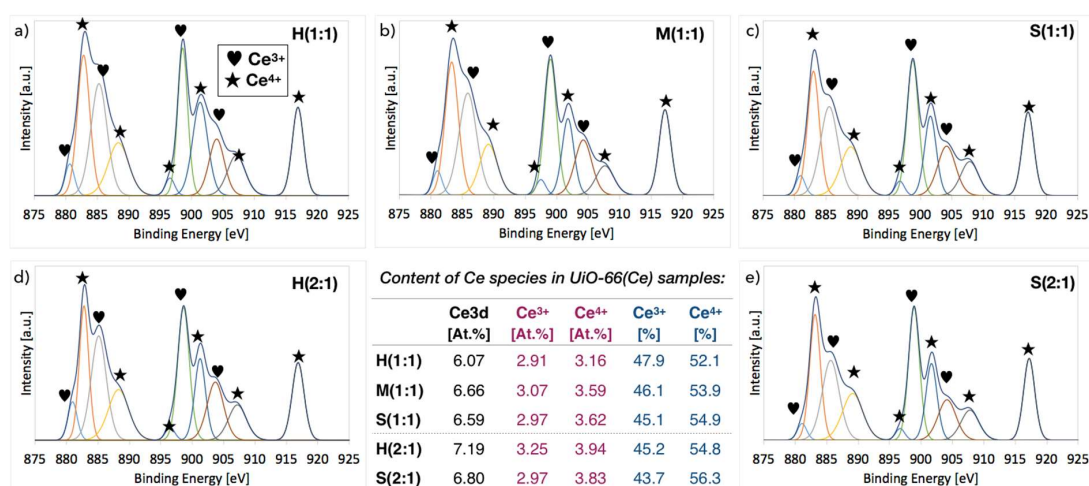 a)
H(1:1)
♥ Ce³⁺
★ Ce⁴⁺
Intensity [a.u.]
875 880 885 890 895 900 905 910 915 920 925
Binding Energy [eV]
b)
M(1:1)
Intensity [a.u.]
875 880 885 890 895 900 905 910 915 920 925
Binding Energy [eV]
c)
S(1:1)
Intensity [a.u.]
875 880 885 890 895 900 905 910 915 920 925
Binding Energy [eV]
d)
H(2:1)
Intensity [a.u.]
875 880 885 890 895 900 905 910 915 920 925
Binding Energy [eV]
Content of Ce species in UiO-66(Ce) samples:
Ce3d Ce³⁺ Ce⁴⁺ Ce³⁺ Ce⁴⁺
[At.%] [At.%] [At.%] [%] [%]
H(1:1) 6.07 2.91 3.16 47.9 52.1
M(1:1) 6.66 3.07 3.59 46.1 53.9
S(1:1) 6.59 2.97 3.62 45.1 54.9
H(2:1) 7.19 3.25 3.94 45.2 54.8
S(2:1) 6.80 2.97 3.83 43.7 56.3
e)
S(2:1)
Intensity [a.u.]
875 880 885 890 895 900 905 910 915 920 925
Binding Energy [eV]